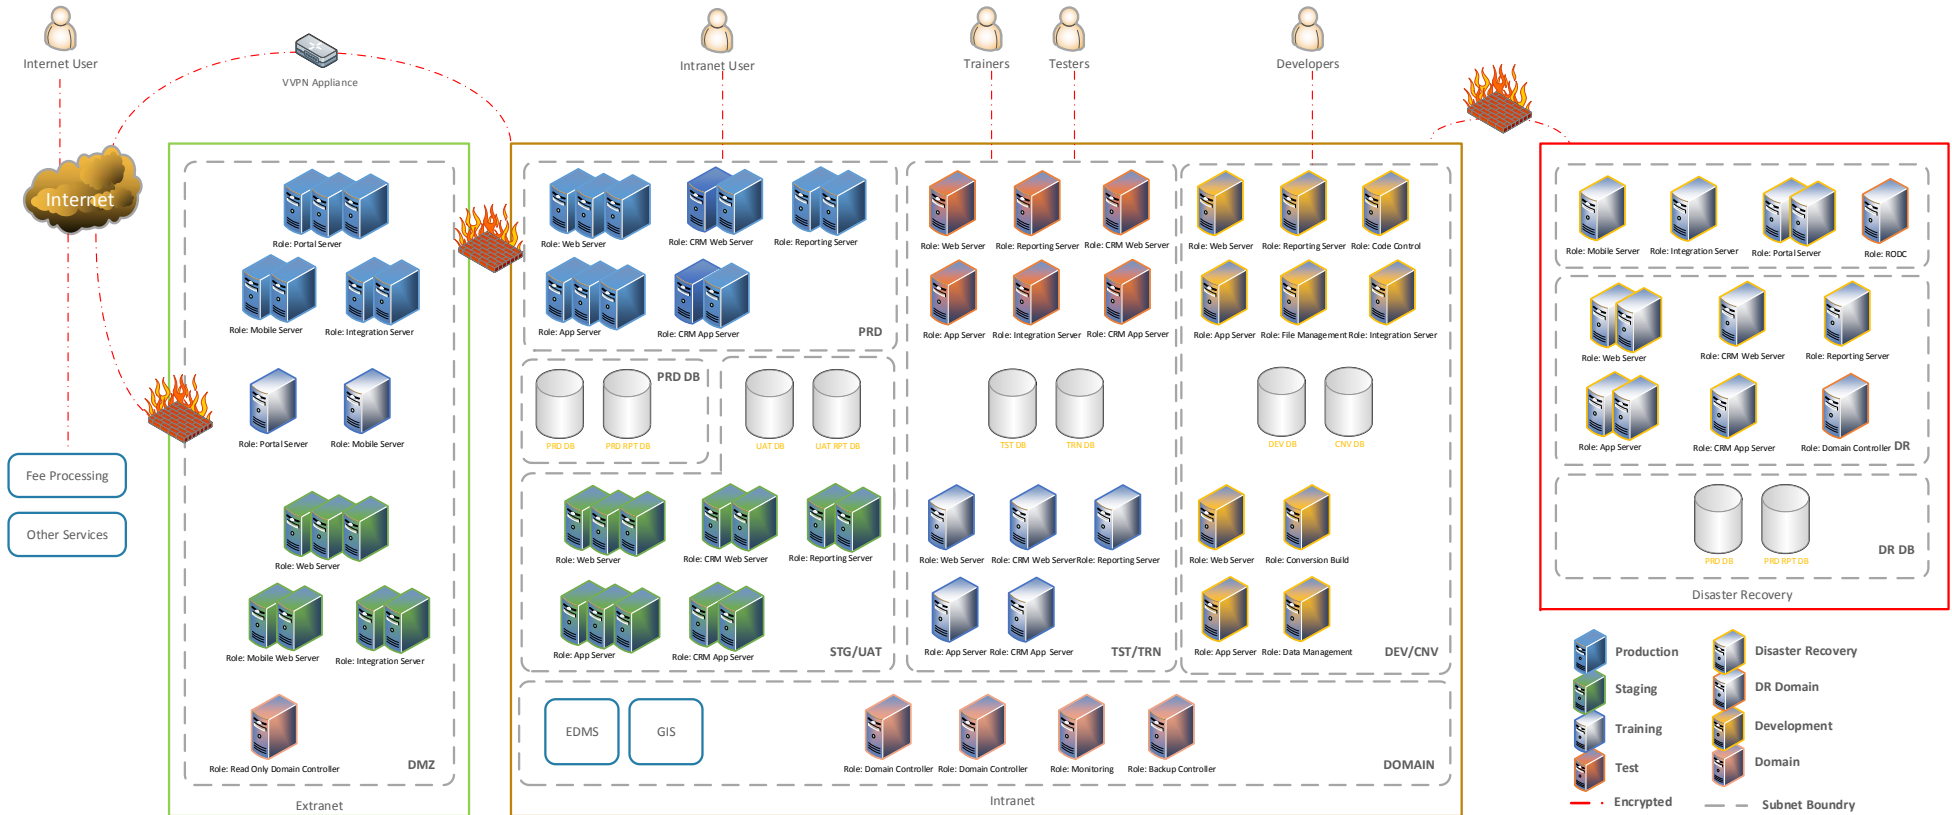 Internet User
VVPN Appliance
Intranet User
Trainers
Testers
Developers
Internet
Fee Processing
Other Services
Role: Portal Server
Role: Mobile Server
Role: Integration Server
Role: Portal Server
Role: Mobile Server
Role: Web Server
Role: Mobile Web Server
Role: Integration Server
Role: Read Only Domain Controller
DMZ
Extranet
Role: Web Server
Role: CRM Web Server
Role: Reporting Server
Role: App Server
Role: CRM App Server
PRD
PRD DB
PRD DB
PRD RPT DB
UAT DB
UAT RPT DB
Role: Web Server
Role: CRM Web Server
Role: Reporting Server
Role: App Server
Role: CRM App Server
STG/UAT
Role: Web Server
Role: Reporting Server
Role: CRM Web Server
Role: App Server
Role: Integration Server
Role: CRM App Server
TST DB
TRN DB
Role: Web Server
Role: CRM Web Server
Role: Reporting Server
Role: App Server
Role: CRM App Server
TST/TRN
Role: Web Server
Role: Reporting Server
Role: Code Control
Role: App Server
Role: File Management
Role: Integration Server
DEV DB
CNV DB
Role: Web Server
Role: Conversion Build
Role: App Server
Role: Data Management
DEV/CNV
EDMS
GIS
Role: Domain Controller
Role: Domain Controller
Role: Monitoring
Role: Backup Controller
DOMAIN
Intranet
Role: Mobile Server
Role: Integration Server
Role: Portal Server
Role: RODC
Role: Web Server
Role: CRM Web Server
Role: Reporting Server
Role: App Server
Role: CRM App Server
Role: Domain Controller
DR
PRD DB
PRD RPT DB
DR DB
Disaster Recovery
Production
Disaster Recovery
Staging
DR Domain
Training
Development
Test
Domain
Encrypted
Subnet Boundry